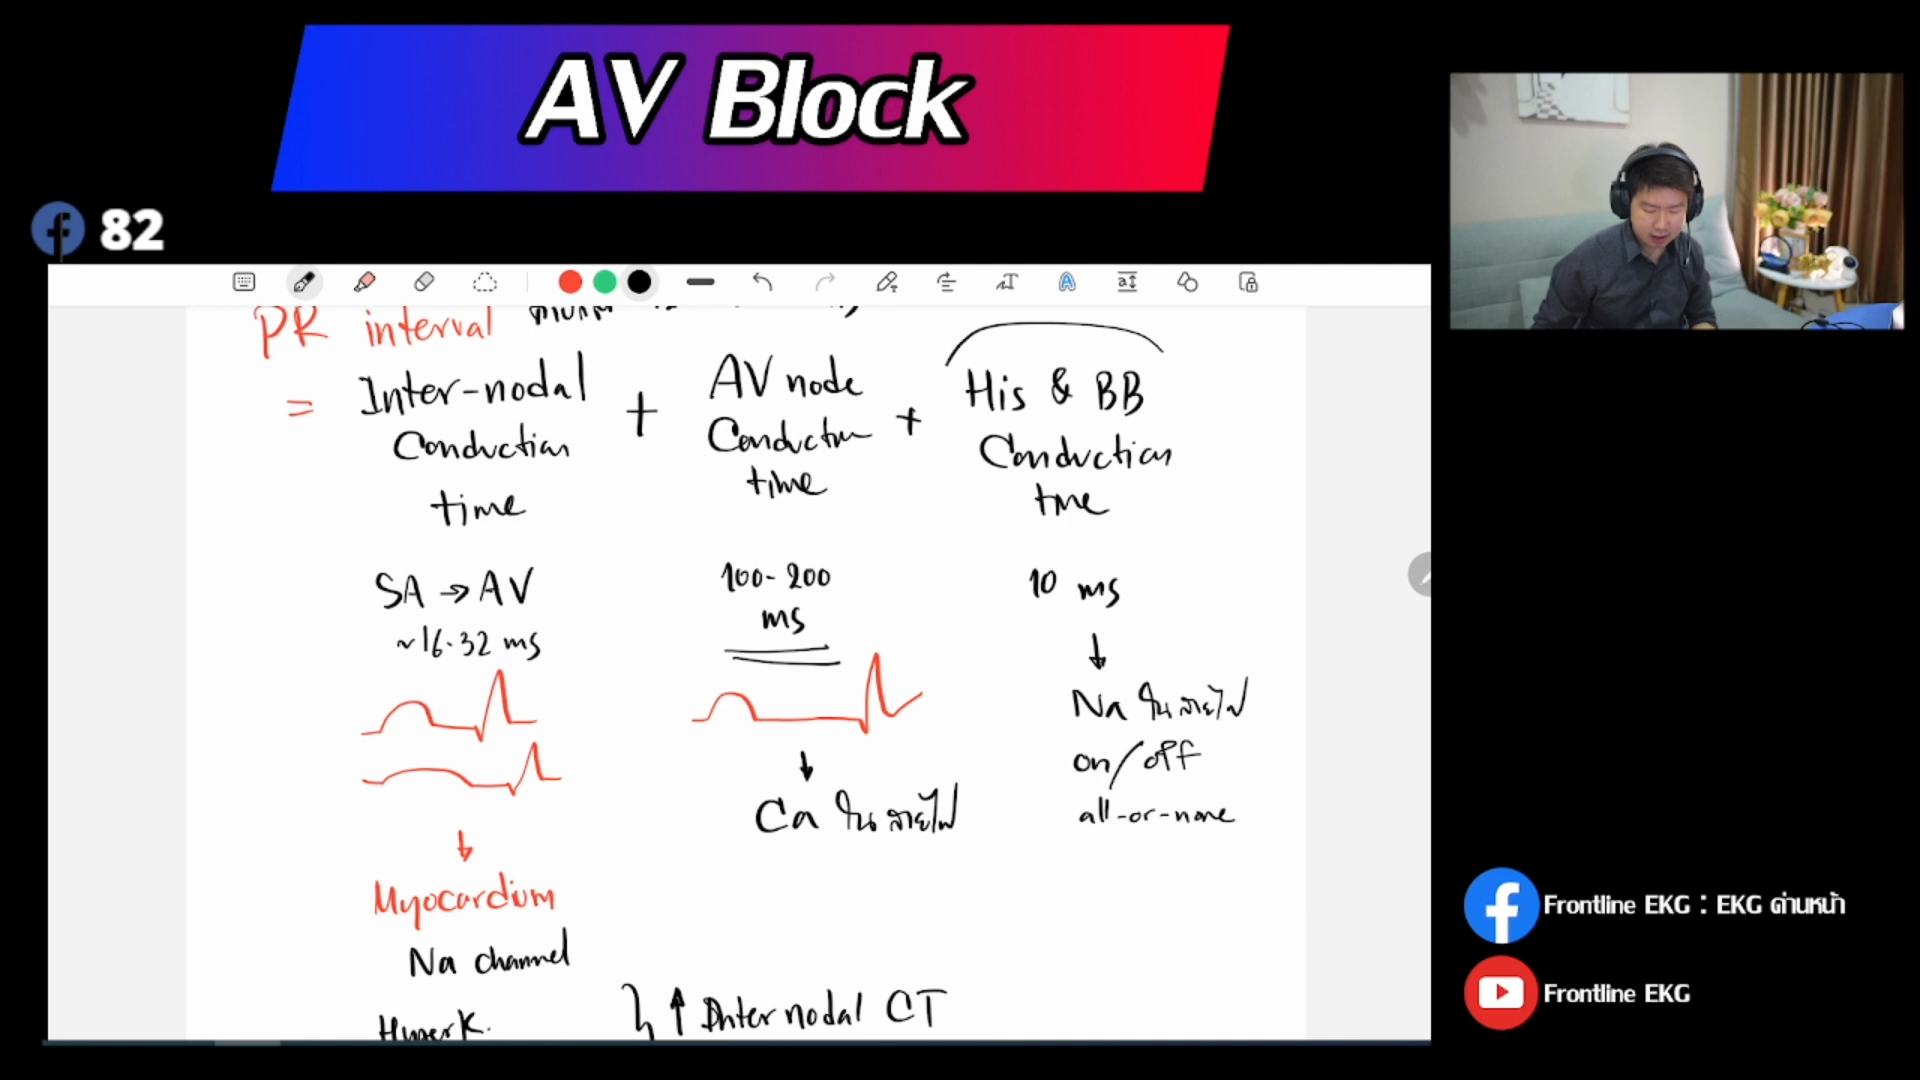 AV Block
82
PR interval
= Inter-nodal Conduction time + AV node Conduction time + His & BB Conduction time
SA → AV
~16-32 ms
100-200 ms
10 ms
↓
Na ในสายไฟ
on/off
all-or-none
↓
Ca ในสายไฟ
↓
Myocardium
Na channel
Hyper K.
↑ Inter nodal CT
Frontline EKG : EKG ด่านหน้า
Frontline EKG